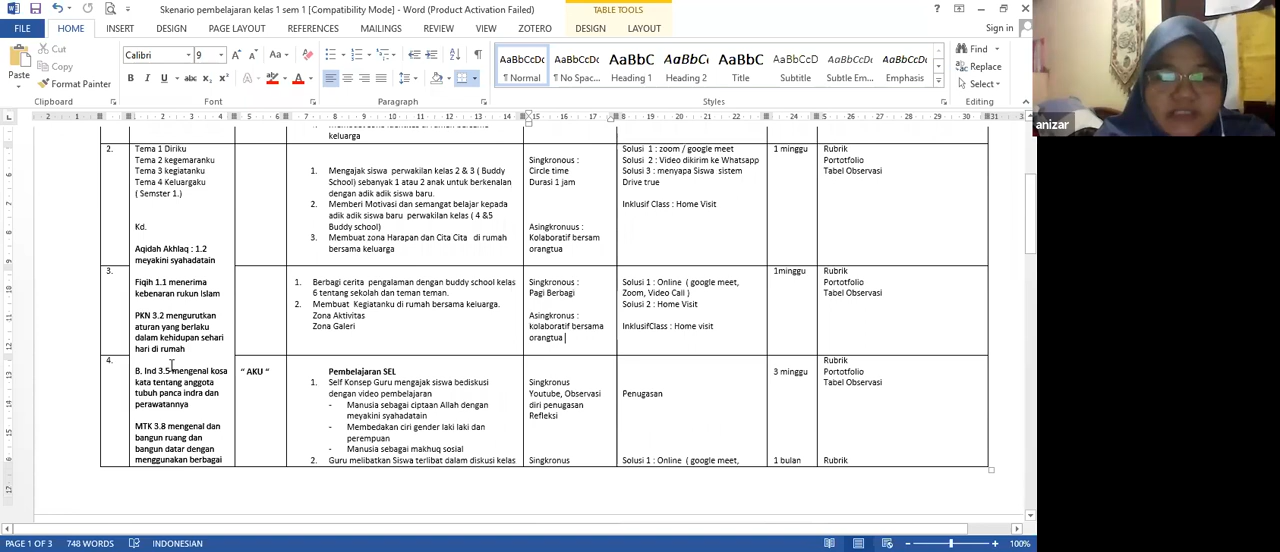 Skenario pembelajaran kelas 1 sem 1 [Compatibility Mode] - Word (Product Activation Failed)
TABLE TOOLS
FILE
HOME
INSERT
DESIGN
PAGE LAYOUT
REFERENCES
MAILINGS
REVIEW
VIEW
ZOTERO
DESIGN
LAYOUT
Sign in
Cut
Copy
Format Painter
Paste
Clipboard
Calibri
9
Font
Paragraph
AaBbCcDc
¶ Normal
AaBbCcDc
¶ No Spac...
AaBbC
Heading 1
AaBbC
Heading 2
AaBbC
Title
AaBbCcD
Subtitle
AaBbCcDc
Subtle Em...
AaBbCcDc
Emphasis
Styles
Find
Replace
Select
Editing
anizar
keluarga
2.
Tema 1 Diriku
Tema 2 kegemaranku
Tema 3 kegiatanku
Tema 4 Keluargaku
( Semster 1.)
Kd.
Aqidah Akhlaq : 1.2
meyakini syahadatain
1. Mengajak siswa perwakilan kelas 2 & 3 ( Buddy
School) sebanyak 1 atau 2 anak untuk berkenalan
dengan adik adik siswa baru.
2. Memberi Motivasi dan semangat belajar kepada
adik adik siswa baru perwakilan kelas ( 4 &5
Buddy school)
3. Membuat zona Harapan dan Cita Cita di rumah
bersama keluarga
Singkronous :
Circle time
Durasi 1 jam
Asingkronuus :
Kolaboratif bersam
orangtua
Solusi 1 : zoom / google meet
Solusi 2 : Video dikirim ke Whatsapp
Solusi 3 : menyapa Siswa sistem
Drive true
Inklusif Class : Home Visit
1 minggu
Rubrik
Portotfolio
Tabel Observasi
3.
Fiqih 1.1 menerima
kebenaran rukun Islam
PKN 3.2 mengurutkan
aturan yang berlaku
dalam kehidupan sehari
hari di rumah
1. Berbagi cerita pengalaman dengan buddy school kelas
6 tentang sekolah dan teman teman.
2. Membuat Kegiatanku di rumah bersama keluarga.
Zona Aktivitas
Zona Galeri
Singkronous :
Pagi Berbagi
Asingkronus :
kolaboratif bersama
orangtua
Solusi 1 : Online ( google meet,
Zoom, Video Call )
Solusi 2 : Home Visit
InklusifClass : Home visit
1minggu
Rubrik
Portotfolio
Tabel Observasi
4.
B. Ind 3.5 mengenal kosa
kata tentang anggota
tubuh panca indra dan
perawatannya
MTK 3.8 mengenal dan
bangun ruang dan
bangun datar dengan
menggunakan berbagai
" AKU "
Pembelajaran SEL
1. Self Konsep Guru mengajak siswa bediskusi
dengan video pembelajaran
- Manusia sebagai ciptaan Allah dengan
meyakini syahadatain
- Membedakan ciri gender laki laki dan
perempuan
- Manusia sebagai makhuq sosial
2. Guru melibatkan Siswa terlibat dalam diskusi kelas
Singkronus
Youtube, Observasi
diri penugasan
Refleksi
Singkronus
Penugasan
Solusi 1 : Online ( google meet,
3 minggu
1 bulan
Rubrik
Portotfolio
Tabel Observasi
Rubrik
PAGE 1 OF 3
748 WORDS
INDONESIAN
100%